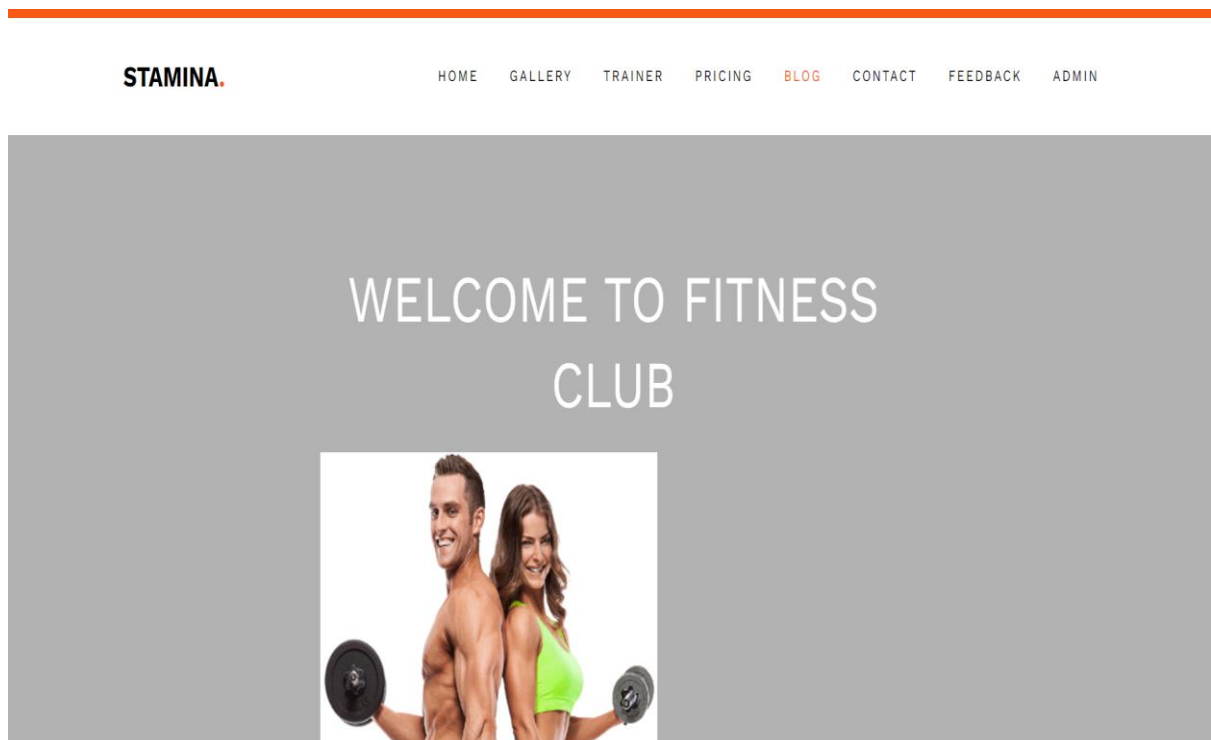 STAMINA.
HOME GALLERY TRAINER PRICING BLOG CONTACT FEEDBACK ADMIN
WELCOME TO FITNESS
CLUB